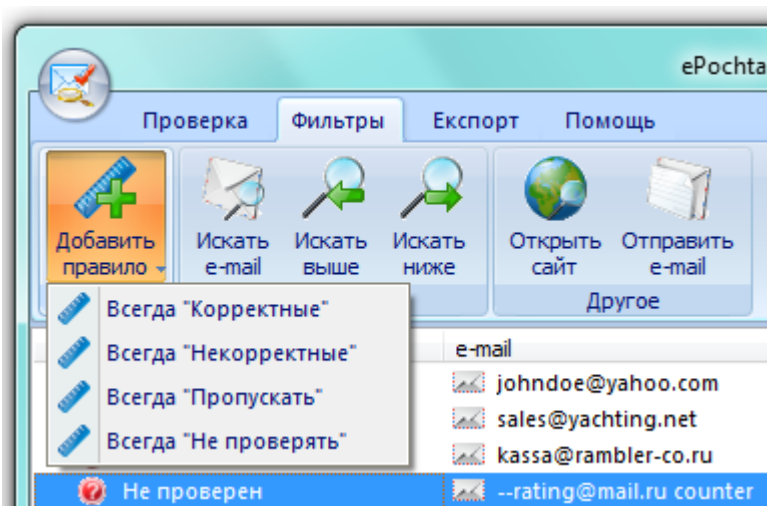 ePochta
Проверка Фильтры Експорт Помощь
Добавить правило
Искать e-mail
Искать выше
Искать ниже
Открыть сайт
Отправить e-mail
Другое
Всегда "Корректные"
Всегда "Некорректные"
Всегда "Пропускать"
Всегда "Не проверять"
e-mail
johndoe@yahoo.com
sales@yachting.net
kassa@rambler-co.ru
Не проверен --rating@mail.ru counter